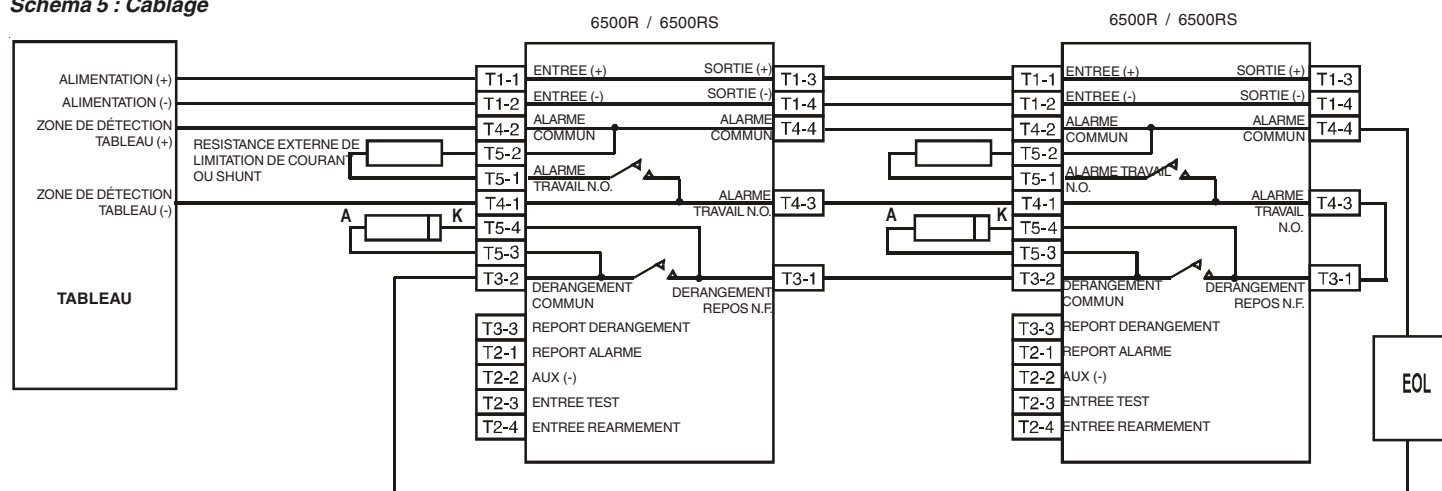 Schéma 5 : Câblage
6500R / 6500RS
6500R / 6500RS
ALIMENTATION (+)
ALIMENTATION (-)
ZONE DE DÉTECTION
TABLEAU (+)
ZONE DE DÉTECTION
TABLEAU (-)
TABLEAU
RESISTANCE EXTERNE DE
LIMITATION DE COURANT
OU SHUNT
A
K
T1-1
T1-2
T4-2
T5-2
T5-1
T4-1
T5-4
T5-3
T3-2
T3-3
T2-1
T2-2
T2-3
T2-4
ENTREE (+)
ENTREE (-)
ALARME
COMMUN
ALARME
TRAVAIL N.O.
DERANGEMENT
COMMUN
REPORT DERANGEMENT
REPORT ALARME
AUX (-)
ENTREE TEST
ENTREE REARMEMENT
SORTIE (+)
SORTIE (-)
ALARME
COMMUN
ALARME
TRAVAIL N.O.
DERANGEMENT
REPOS N.F.
T1-3
T1-4
T4-4
T4-3
T3-1
A
K
T1-1
T1-2
T4-2
T5-2
T5-1
T4-1
T5-4
T5-3
T3-2
T3-3
T2-1
T2-2
T2-3
T2-4
ENTREE (+)
ENTREE (-)
ALARME
COMMUN
ALARME TRAVAIL
N.O.
DERANGEMENT
COMMUN
REPORT DERANGEMENT
REPORT ALARME
AUX (-)
ENTREE TEST
ENTREE REARMEMENT
SORTIE (+)
SORTIE (-)
ALARME
COMMUN
ALARME
TRAVAIL
N.O.
DERANGEMENT
REPOS N.F.
T1-3
T1-4
T4-4
T4-3
T3-1
EOL